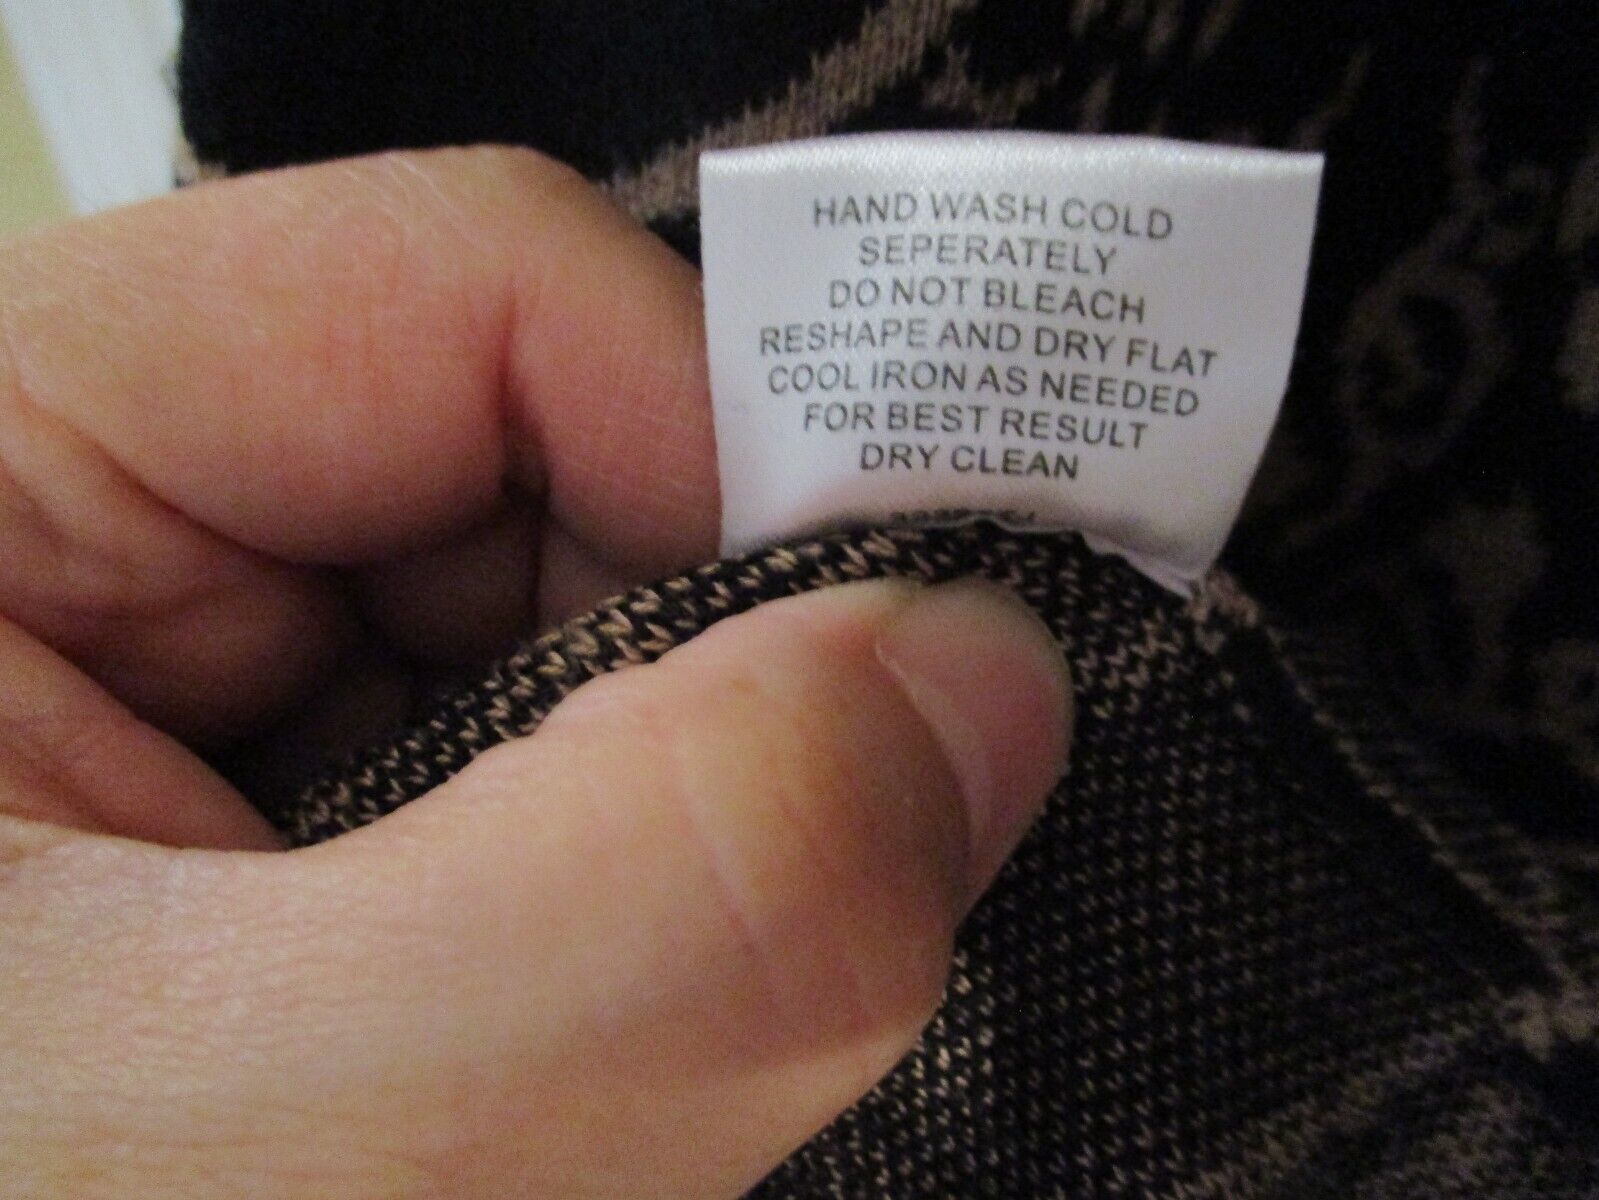 HAND WASH COLD
SEPERATELY
DO NOT BLEACH
RESHAPE AND DRY FLAT
COOL IRON AS NEEDED
FOR BEST RESULT
DRY CLEAN